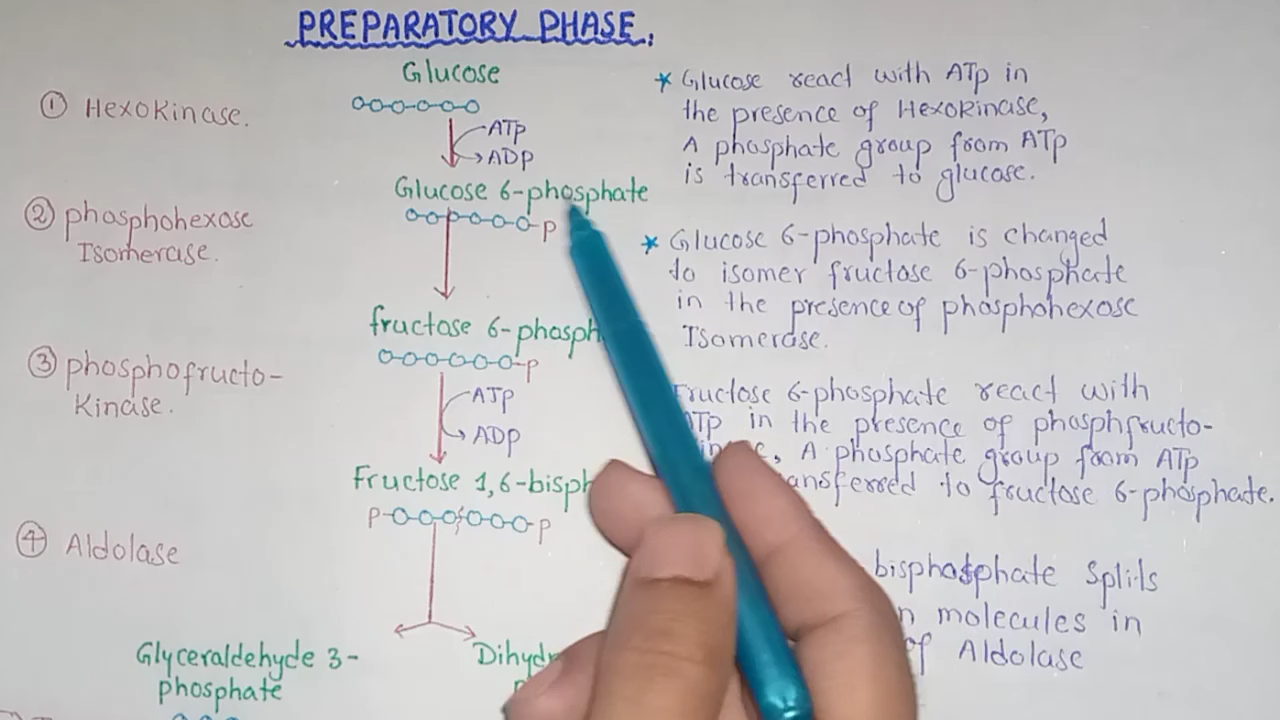 PREPARATORY PHASE.
Glucose
① HexoKinase.
ATP
ADP
Glucose 6-phosphate
P
② phosphohexose
Isomerase.
fructose 6-phosph
P
③ phosphofructo-
Kinase.
ATP
ADP
Fructose 1,6-bisph
P P
④ Aldolase
Glyceraldehyde 3-
phosphate
Dihydr
* Glucose react with ATP in
the presence of Hexokinase,
A phosphate group from ATP
is transferred to glucose.
* Glucose 6-phosphate is changed
to isomer fructose 6-phosphate
in the presence of phosphohexose
Isomerase.
Fructose 6-phosphate react with
ATP in the presence of phosphfructo-
A phosphate group from ATP
ansferred to fructose 6-phosphate.
bisphosphate Splits
n molecules in
of Aldolase